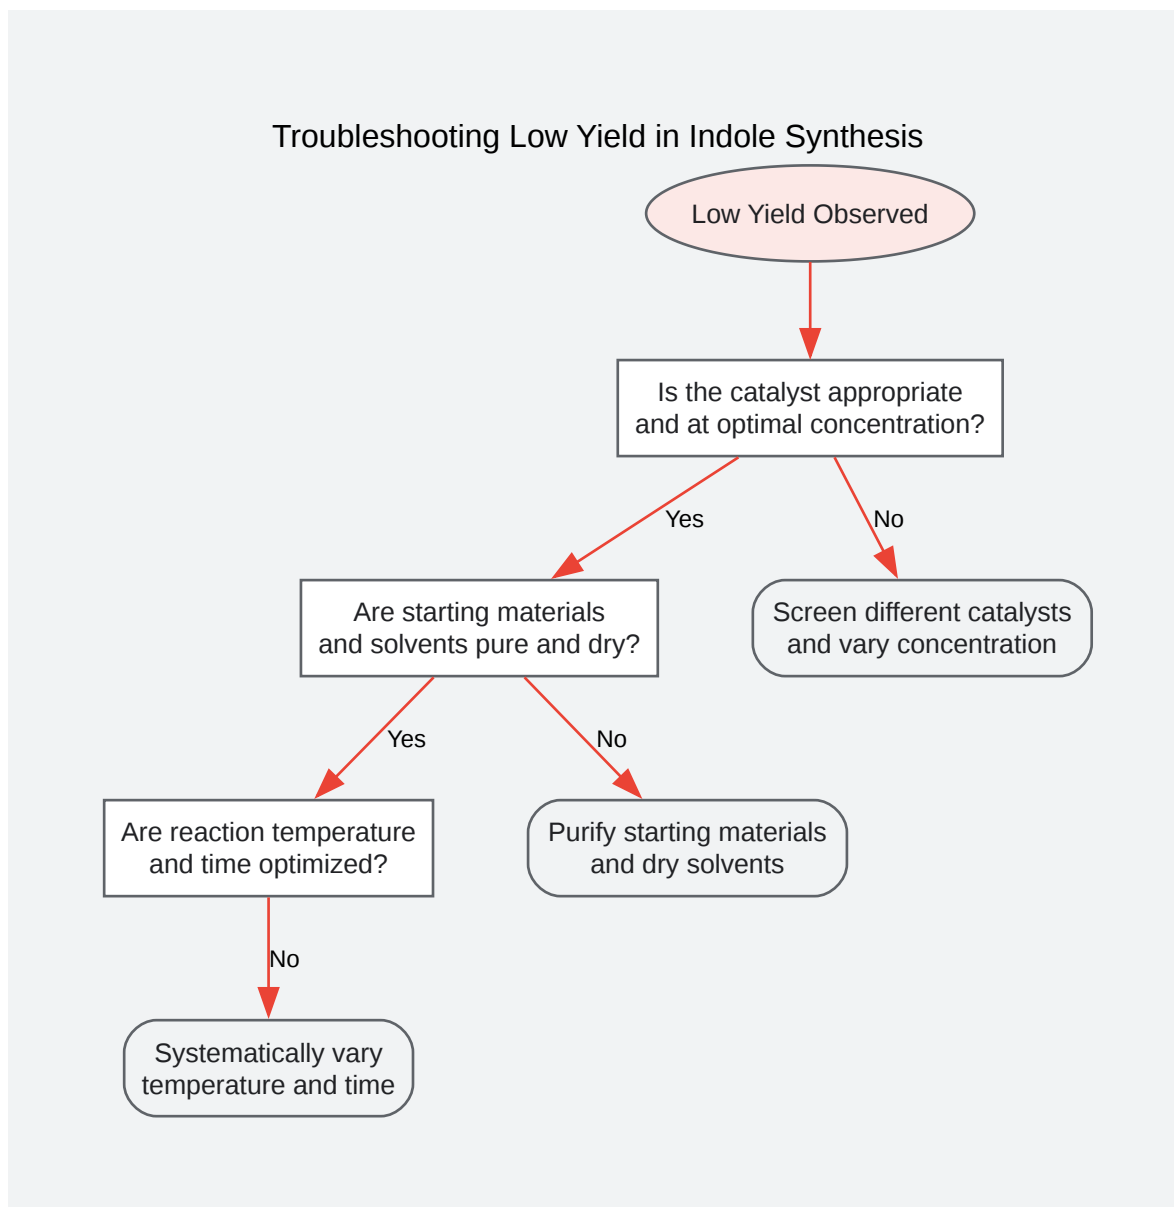 Troubleshooting Low Yield in Indole Synthesis
Low Yield Observed
Is the catalyst appropriate
and at optimal concentration?
Yes
No
Are starting materials
and solvents pure and dry?
Screen different catalysts
and vary concentration
Yes
No
Are reaction temperature
and time optimized?
Purify starting materials
and dry solvents
No
Systematically vary
temperature and time